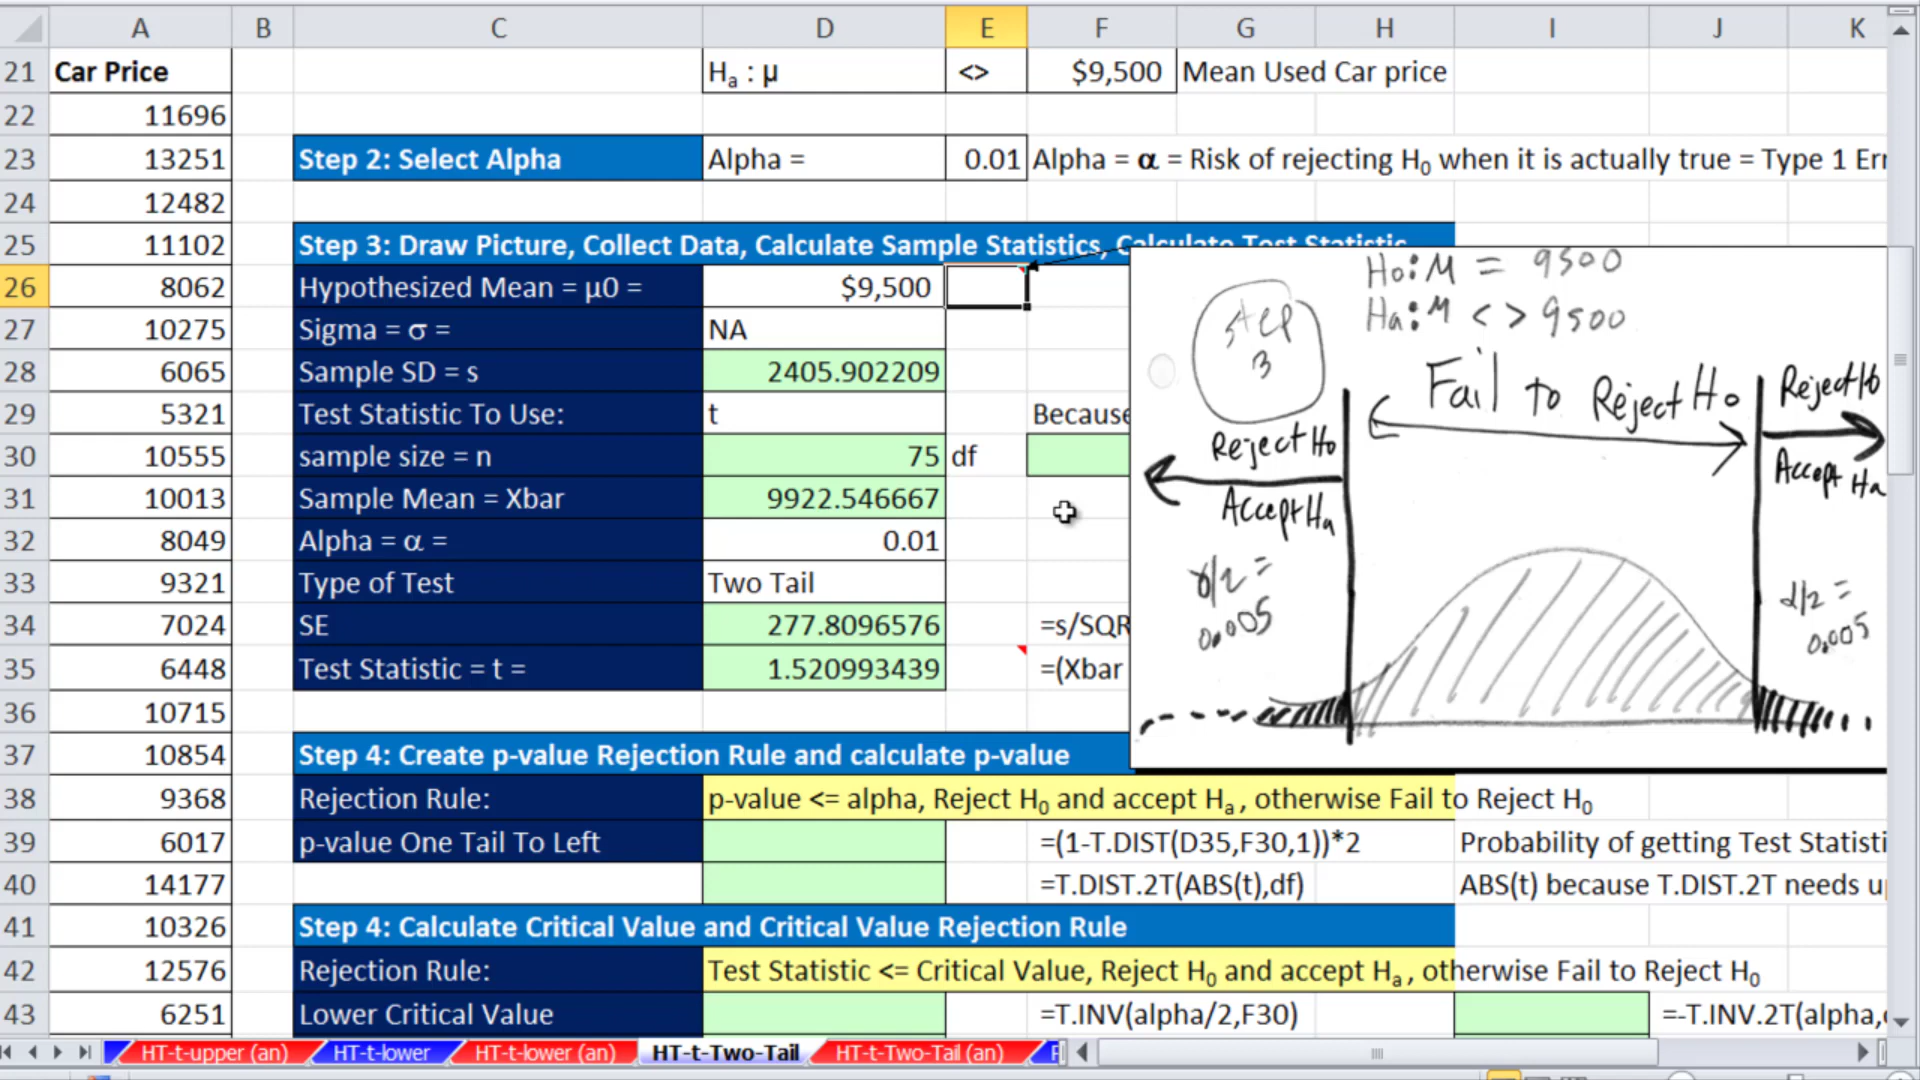 A B C D E F G H I J K
21 Car Price Hₐ : μ <> $9,500 Mean Used Car price
22 11696
23 13251 Step 2: Select Alpha Alpha = 0.01 Alpha = α = Risk of rejecting H₀ when it is actually true = Type 1 Err
24 12482
25 11102 Step 3: Draw Picture, Collect Data, Calculate Sample Statistics, Calculate Test Statistic
26 8062 Hypothesized Mean = μ0 = $9,500
27 10275 Sigma = σ = NA
28 6065 Sample SD = s 2405.902209
29 5321 Test Statistic To Use: t Because
30 10555 sample size = n 75 df
31 10013 Sample Mean = Xbar 9922.546667
32 8049 Alpha = α = 0.01
33 9321 Type of Test Two Tail
34 7024 SE 277.8096576 =s/SQR
35 6448 Test Statistic = t = 1.520993439 =(Xbar
36 10715
37 10854 Step 4: Create p-value Rejection Rule and calculate p-value
38 9368 Rejection Rule: p-value <= alpha, Reject H₀ and accept Hₐ, otherwise Fail to Reject H₀
39 6017 p-value One Tail To Left =(1-T.DIST(D35,F30,1))*2 Probability of getting Test Statisti
40 14177 =T.DIST.2T(ABS(t),df) ABS(t) because T.DIST.2T needs u
41 10326 Step 4: Calculate Critical Value and Critical Value Rejection Rule
42 12576 Rejection Rule: Test Statistic <= Critical Value, Reject H₀ and accept Hₐ, otherwise Fail to Reject H₀
43 6251 Lower Critical Value =T.INV(alpha/2,F30) =-T.INV.2T(alpha,
Ho:M = 9500
Ha:M <> 9500
step
3
Fail to Reject Ho
Reject Ho
Accept Ha
Reject Ho
Accept Ha
α/2 =
0.005
α/2 =
0.005
HT-t-upper (an) HT-t-lower HT-t-lower (an) HT-t-Two-Tail HT-t-Two-Tail (an)